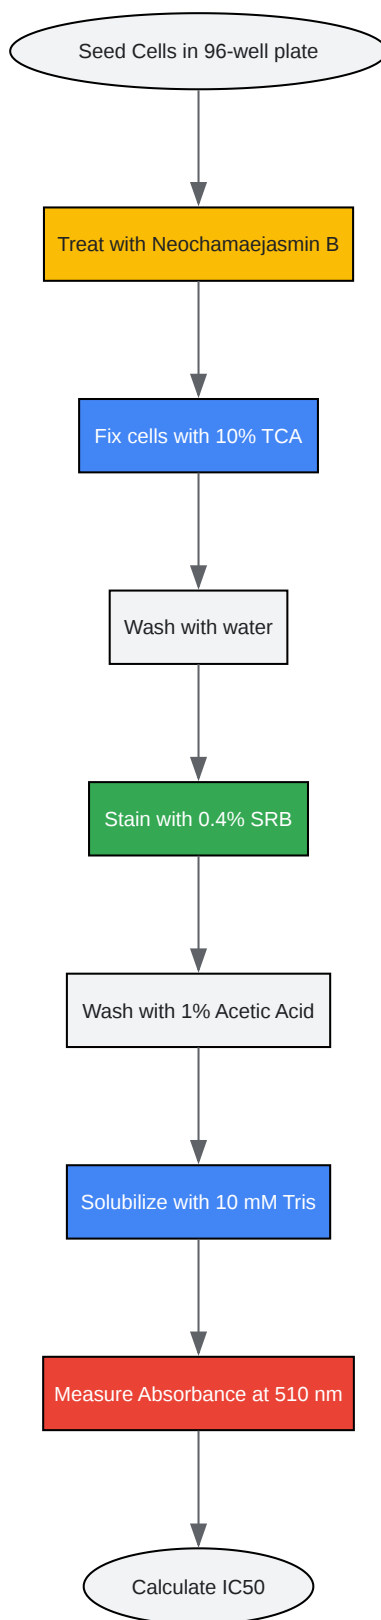 Seed Cells in 96-well plate
Treat with Neochamaejasmin B
Fix cells with 10% TCA
Wash with water
Stain with 0.4% SRB
Wash with 1% Acetic Acid
Solubilize with 10 mM Tris
Measure Absorbance at 510 nm
Calculate IC50